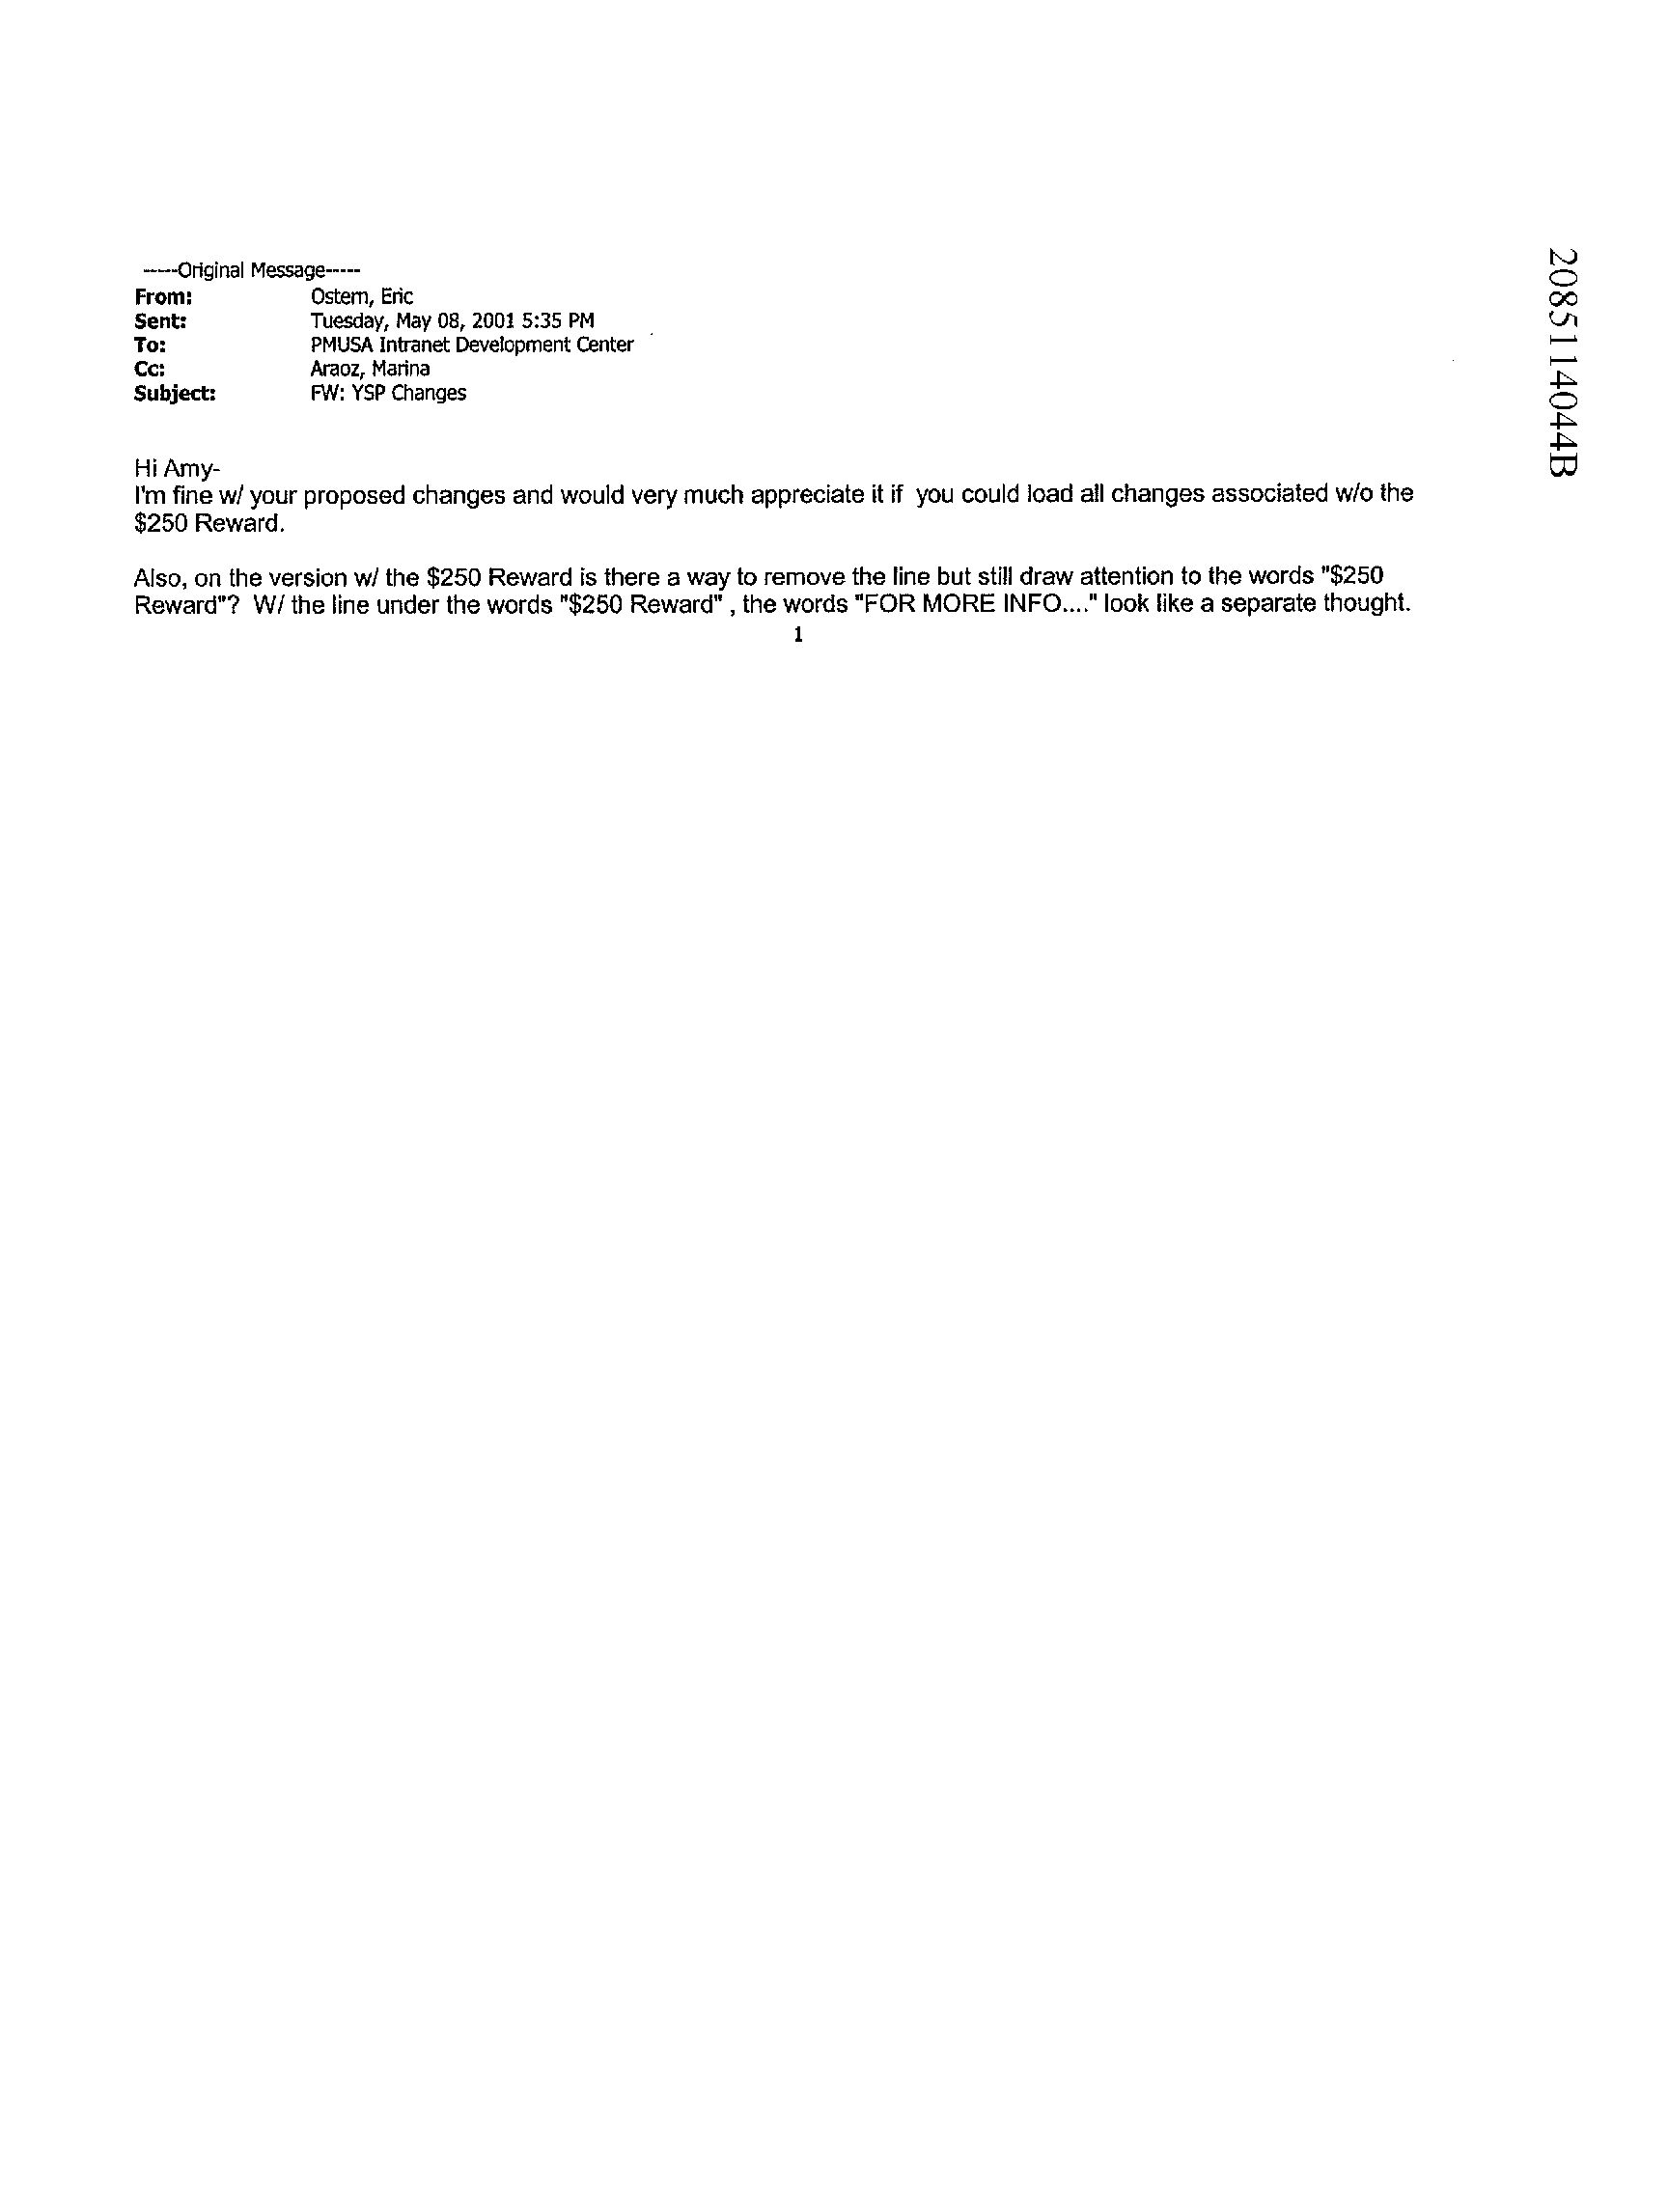 -----Original Message-----
From: Ostern, Eric
Sent: Tuesday, May 08, 2001 5:35 PM
To: PMUSA Intranet Development Center
Cc: Araoz, Marina
Subject: FW: YSP Changes
Hi Amy-
I'm fine w/ your proposed changes and would very much appreciate it if  you could load all changes associated w/o the
$250 Reward.
Also, on the version w/ the $250 Reward is there a way to remove the line but still draw attention to the words "$250
Reward"?  W/ the line under the words "$250 Reward" , the words "FOR MORE INFO...." look like a separate thought.
1
2085114044B